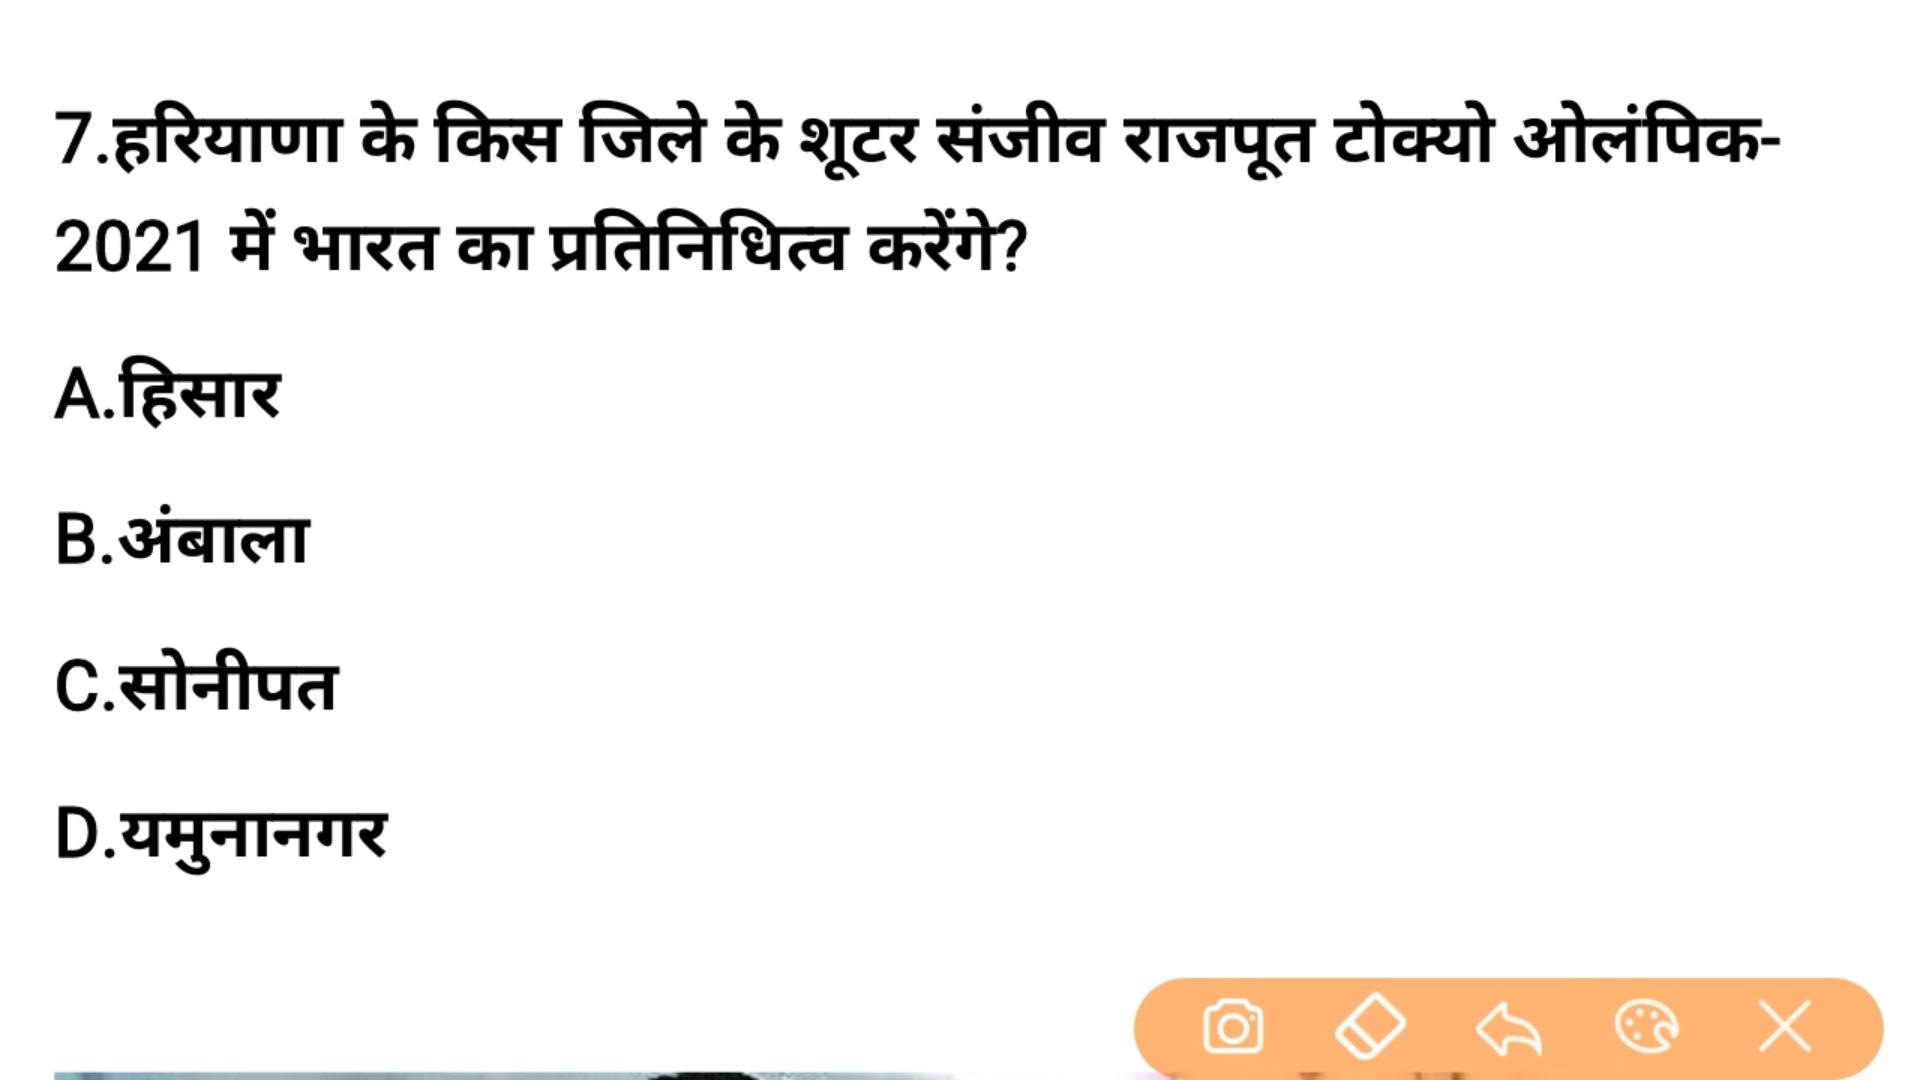 7.हरियाणा के किस जिले के शूटर संजीव राजपूत टोक्यो ओलंपिक-
2021 में भारत का प्रतिनिधित्व करेंगे?
A.हिसार
B.अंबाला
C.सोनीपत
D.यमुनानगर